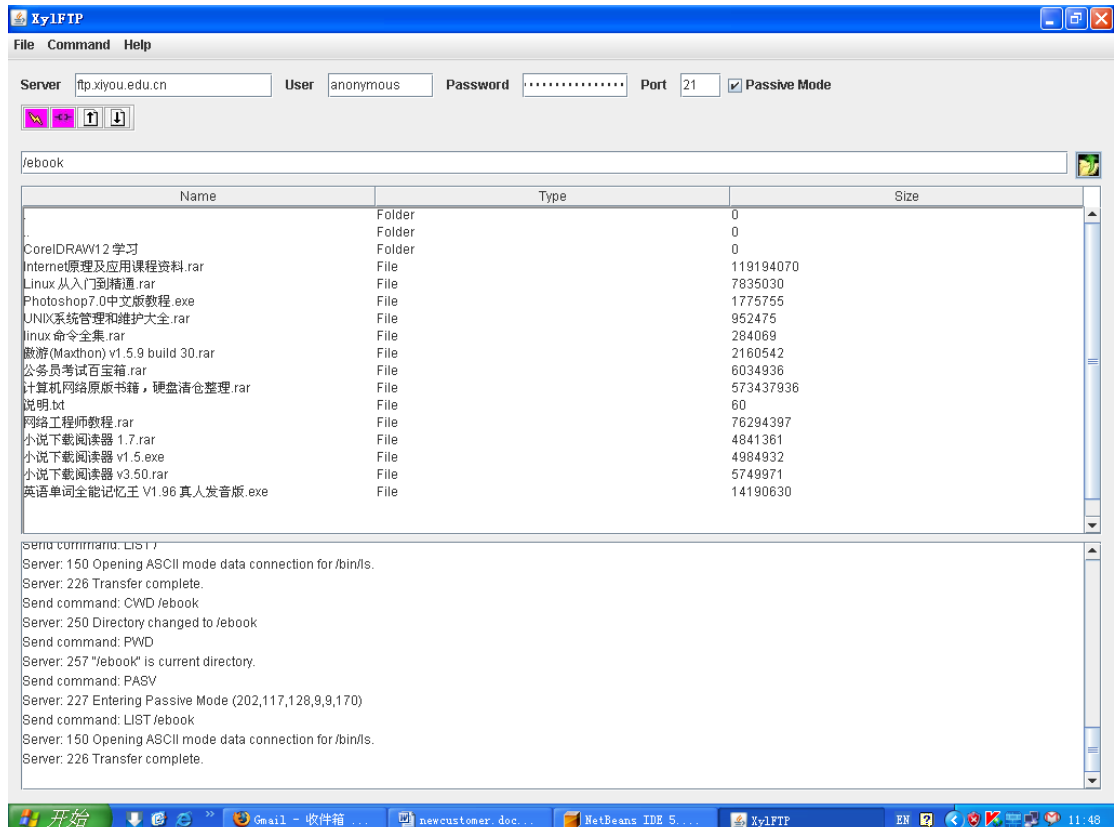 XylFTP
File Command Help
Server ftp.xiyou.edu.cn User anonymous Password ................ Port 21 Passive Mode
/ebook
Name Type Size
. Folder 0
.. Folder 0
CorelDRAW12 学习 Folder 0
Internet原理及应用课程资料.rar File 119194070
Linux 从入门到精通.rar File 7835030
Photoshop7.0中文版教程.exe File 1775755
UNIX系统管理和维护大全.rar File 952475
linux 命令全集.rar File 284069
傲游(Maxthon) v1.5.9 build 30.rar File 2160542
公务员考试百宝箱.rar File 6034936
计算机网络原版书籍，硬盘清仓整理.rar File 573437936
说明.txt File 60
网络工程师教程.rar File 76294397
小说下载阅读器 1.7.rar File 4841361
小说下载阅读器 v1.5.exe File 4984932
小说下载阅读器 v3.50.rar File 5749971
英语单词全能记忆王 V1.96 真人发音版.exe File 14190630
Send command: LIST /
Server: 150 Opening ASCII mode data connection for /bin/ls.
Server: 226 Transfer complete.
Send command: CWD /ebook
Server: 250 Directory changed to /ebook
Send command: PWD
Server: 257 "/ebook" is current directory.
Send command: PASV
Server: 227 Entering Passive Mode (202,117,128,9,9,170)
Send command: LIST /ebook
Server: 150 Opening ASCII mode data connection for /bin/ls.
Server: 226 Transfer complete.
开始 Gmail - 收件箱 ... newcustomer.doc... NetBeans IDE 5.... XylFTP EN 11:48